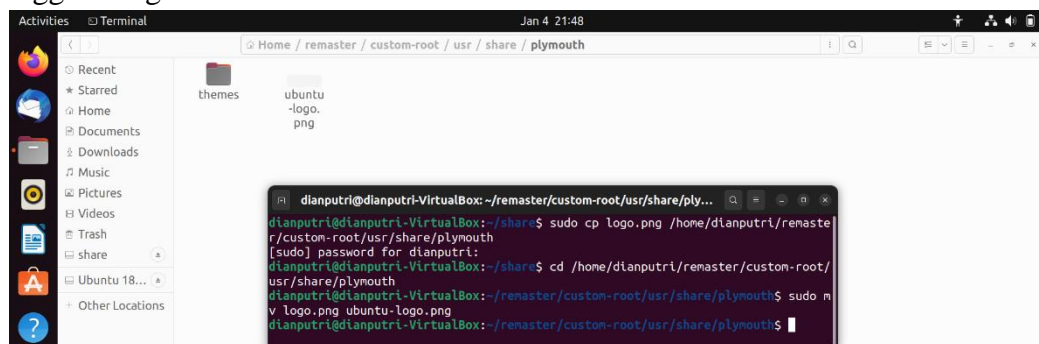 Activities Terminal Jan 4 21:48
Home / remaster / custom-root / usr / share / plymouth
Recent
Starred
Home
Documents
Downloads
Music
Pictures
Videos
Trash
share
Ubuntu 18...
+ Other Locations
themes
ubuntu
-logo.
png
dianputri@dianputri-VirtualBox: ~/remaster/custom-root/usr/share/ply...
dianputri@dianputri-VirtualBox:~/share$ sudo cp logo.png /home/dianputri/remaste
r/custom-root/usr/share/plymouth
[sudo] password for dianputri:
dianputri@dianputri-VirtualBox:~/share$ cd /home/dianputri/remaster/custom-root/
usr/share/plymouth
dianputri@dianputri-VirtualBox:~/remaster/custom-root/usr/share/plymouth$ sudo m
v logo.png ubuntu-logo.png
dianputri@dianputri-VirtualBox:~/remaster/custom-root/usr/share/plymouth$